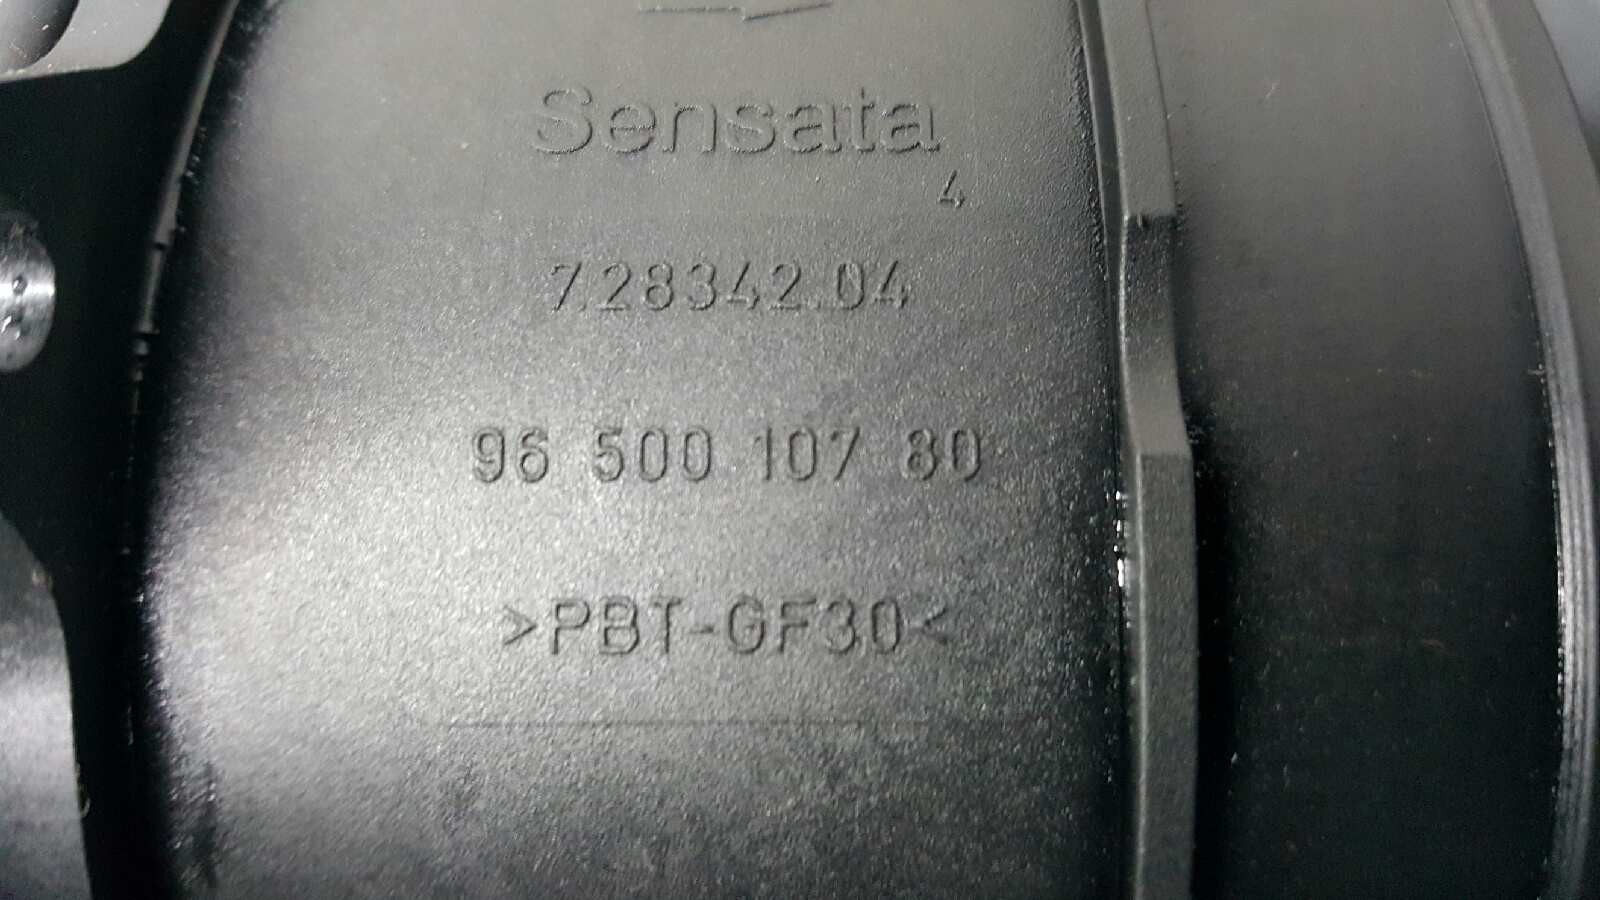 Sensata
4
7.28342.04
96 500 107 80
>PBT-GF30<